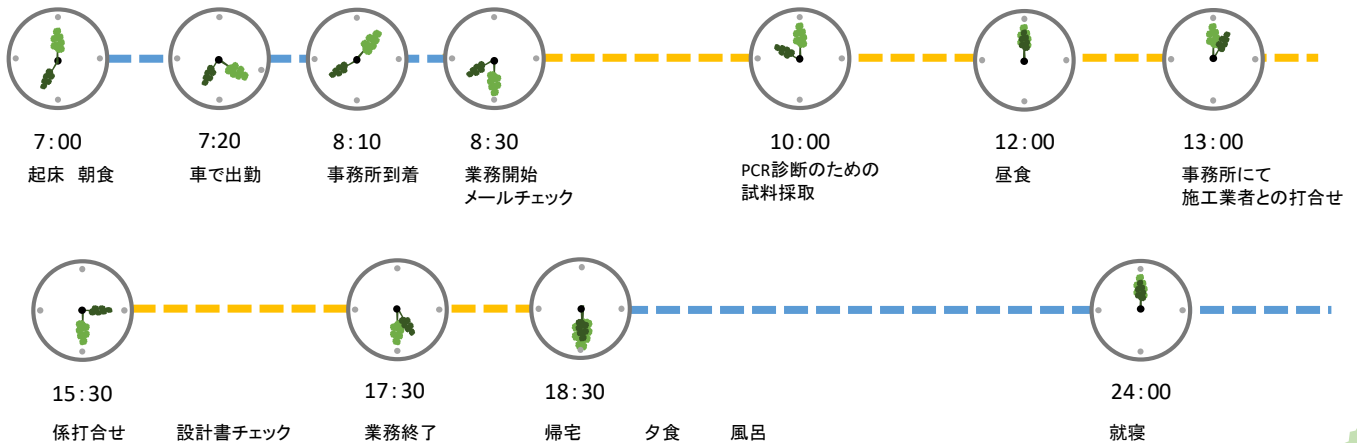 7：00
7：20
8：10
8：30
10：00
12：00
13：00
起床　朝食
車で出勤
事務所到着
業務開始
メールチェック
PCR診断のための
試料採取
昼食
事務所にて
施工業者との打合せ
15：30
17：30
18：30
24：00
係打合せ
設計書チェック
業務終了
帰宅
夕食
風呂
就寝